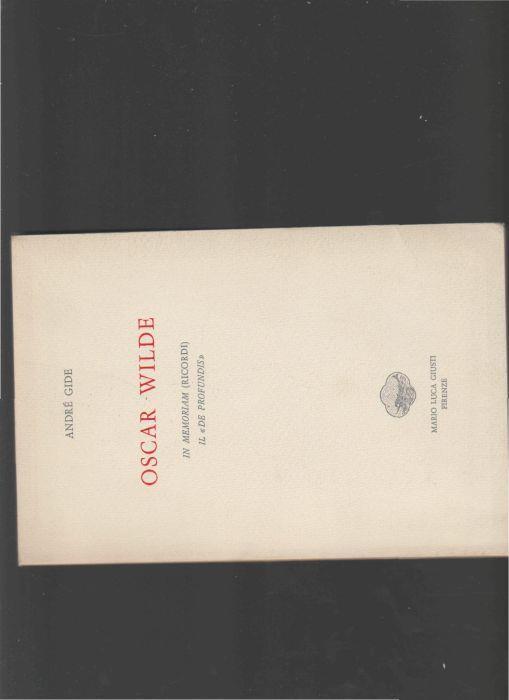 ANDRÉ GIDE
OSCAR WILDE
IN MEMORIAM (RICORDI)
IL «DE PROFUNDIS»
MARIO LUCA GIUSTI
FIRENZE